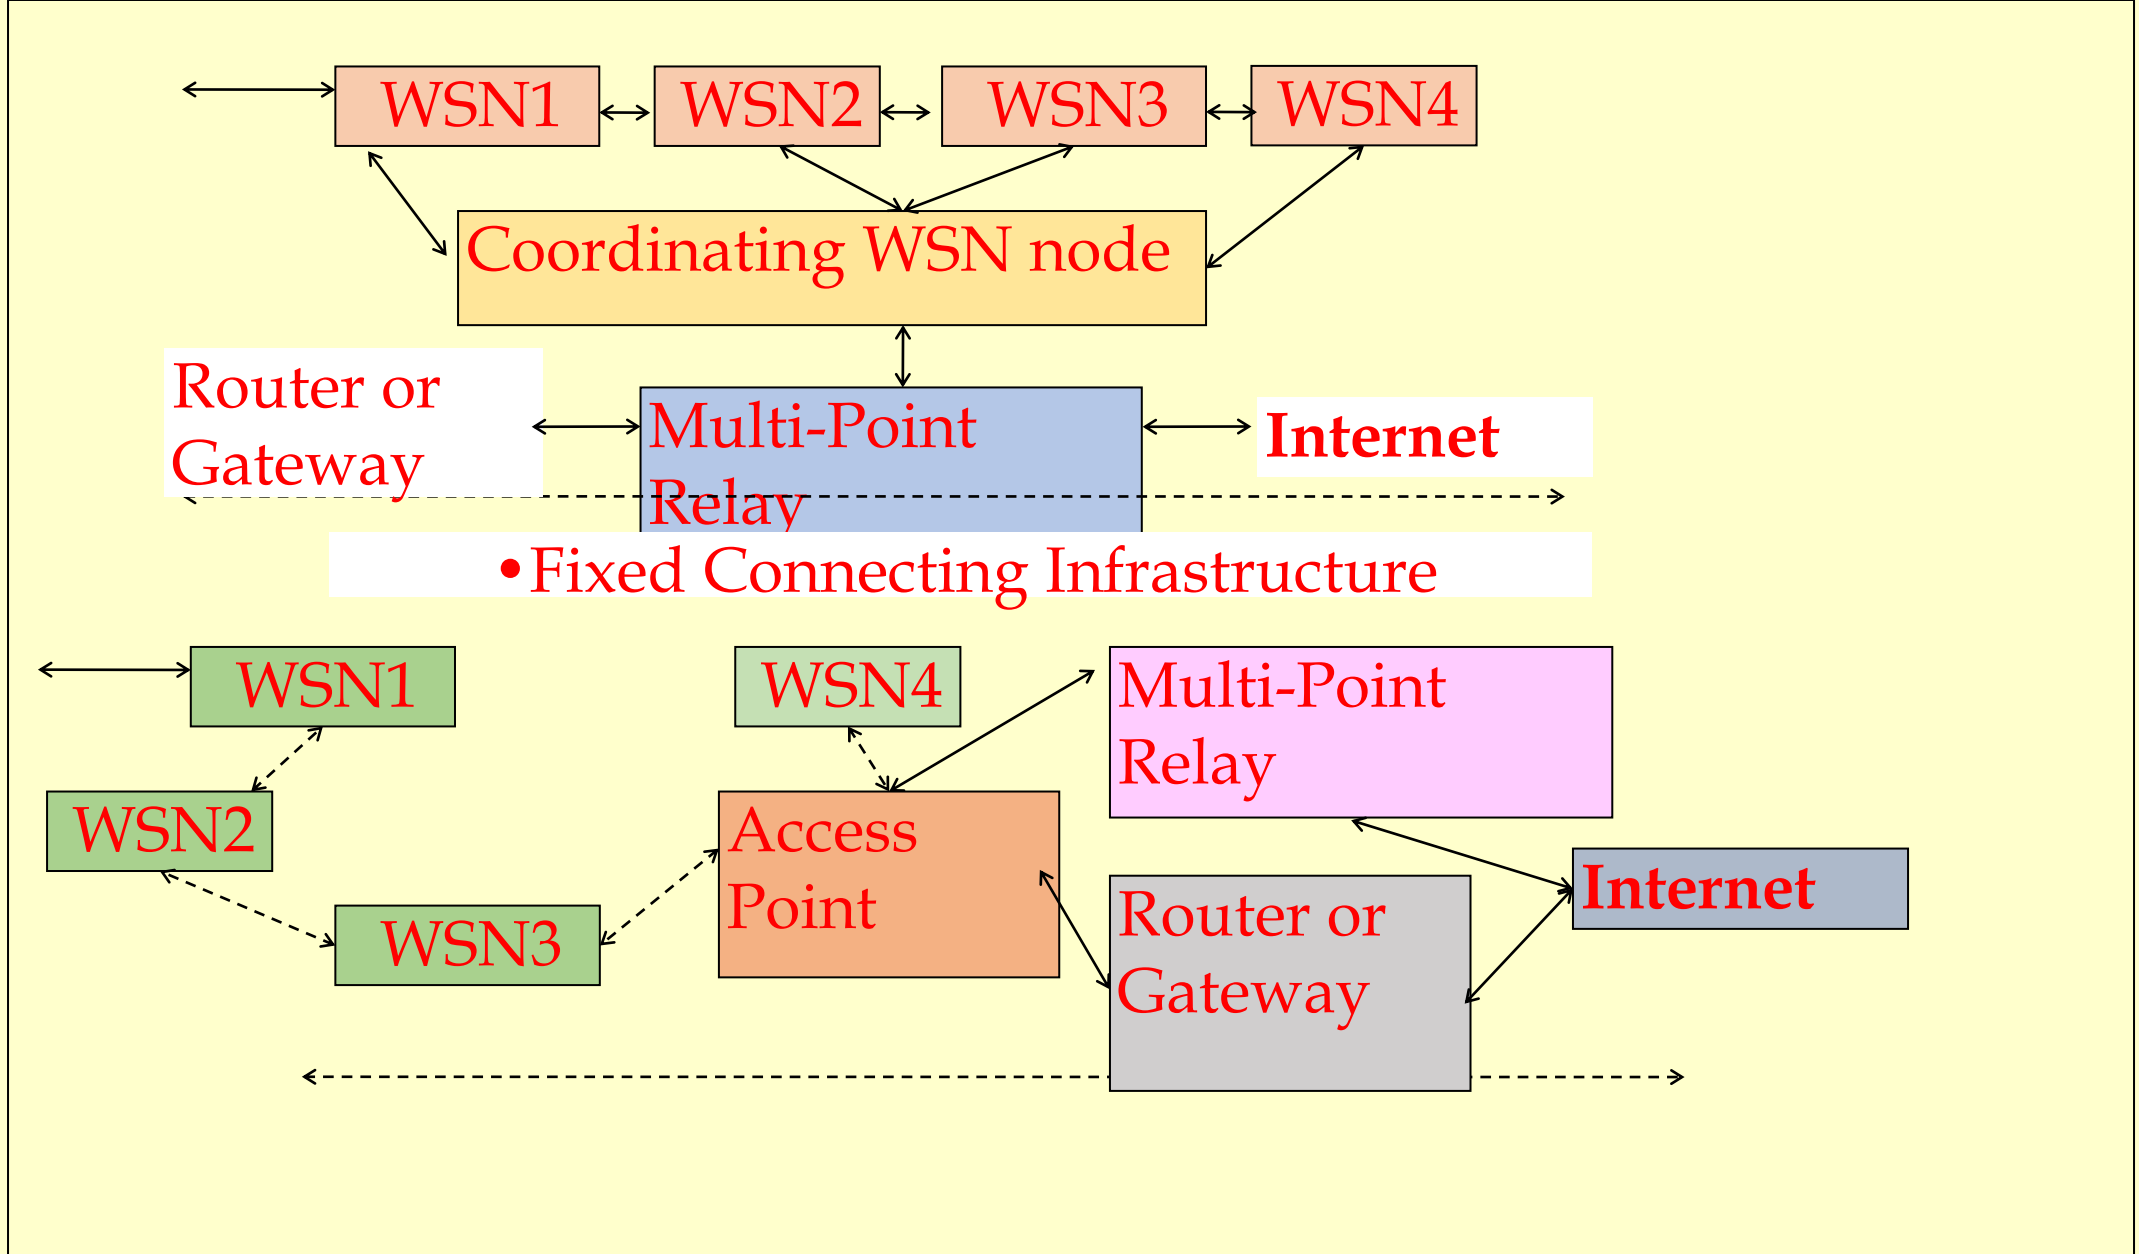 WSN1
WSN2
WSN3
WSN4
Coordinating WSN node
Router or
Gateway
Multi-Point
Relay
Internet
•Fixed Connecting Infrastructure
WSN1
WSN4
Multi-Point
Relay
WSN2
Access
Point
Internet
Router or
Gateway
WSN3